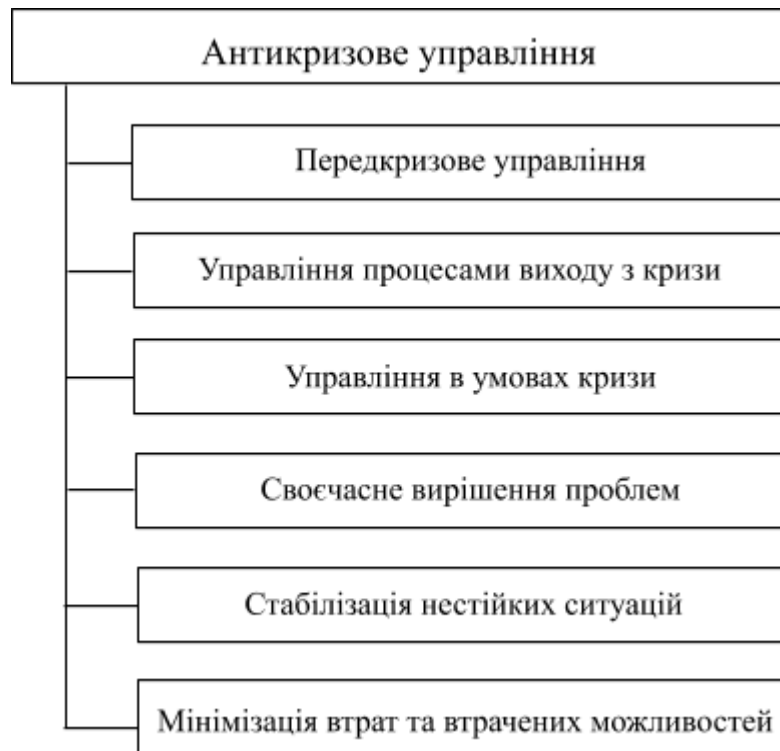 Антикризове управління
Передкризове управління
Управління процесами виходу з кризи
Управління в умовах кризи
Своєчасне вирішення проблем
Стабілізація нестійких ситуацій
Мінімізація втрат та втрачених можливостей